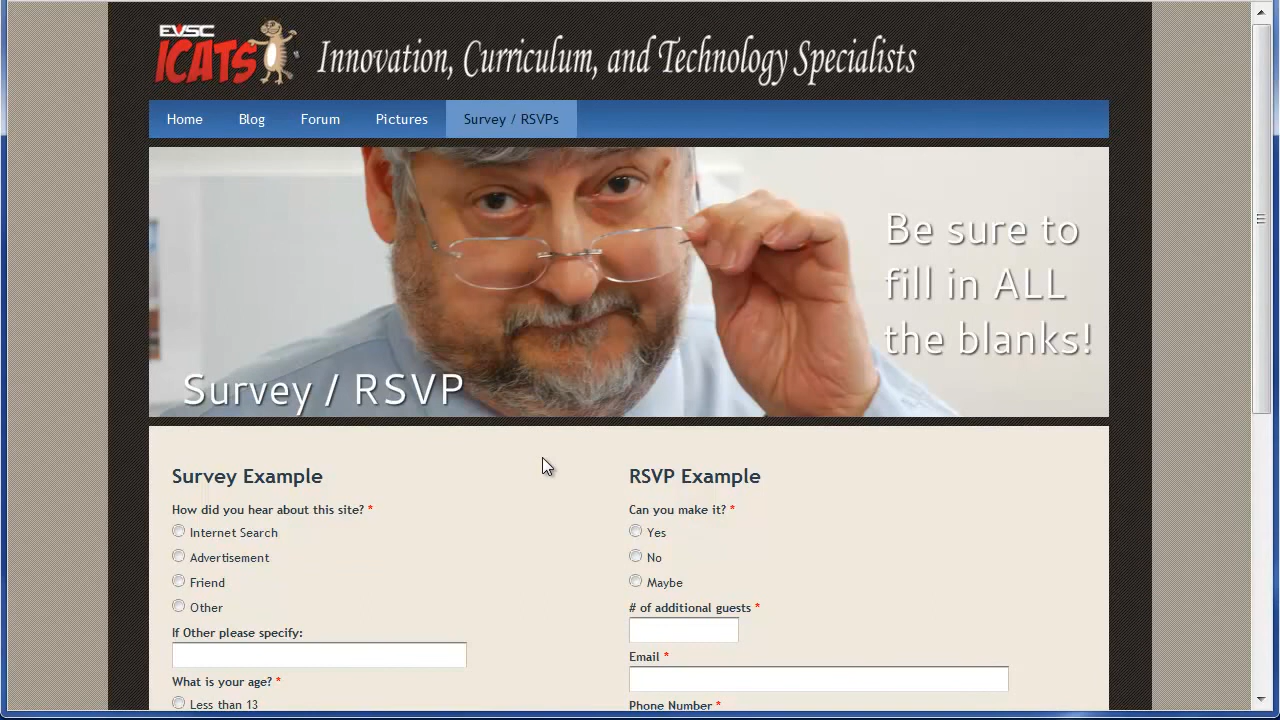 EVSC
ICATS
Innovation, Curriculum, and Technology Specialists
Home Blog Forum Pictures Survey / RSVPs
Be sure to
fill in ALL
the blanks!
Survey / RSVP
Survey Example
How did you hear about this site? *
Internet Search
Advertisement
Friend
Other
If Other please specify:
What is your age? *
Less than 13
RSVP Example
Can you make it? *
Yes
No
Maybe
# of additional guests *
Email *
Phone Number *